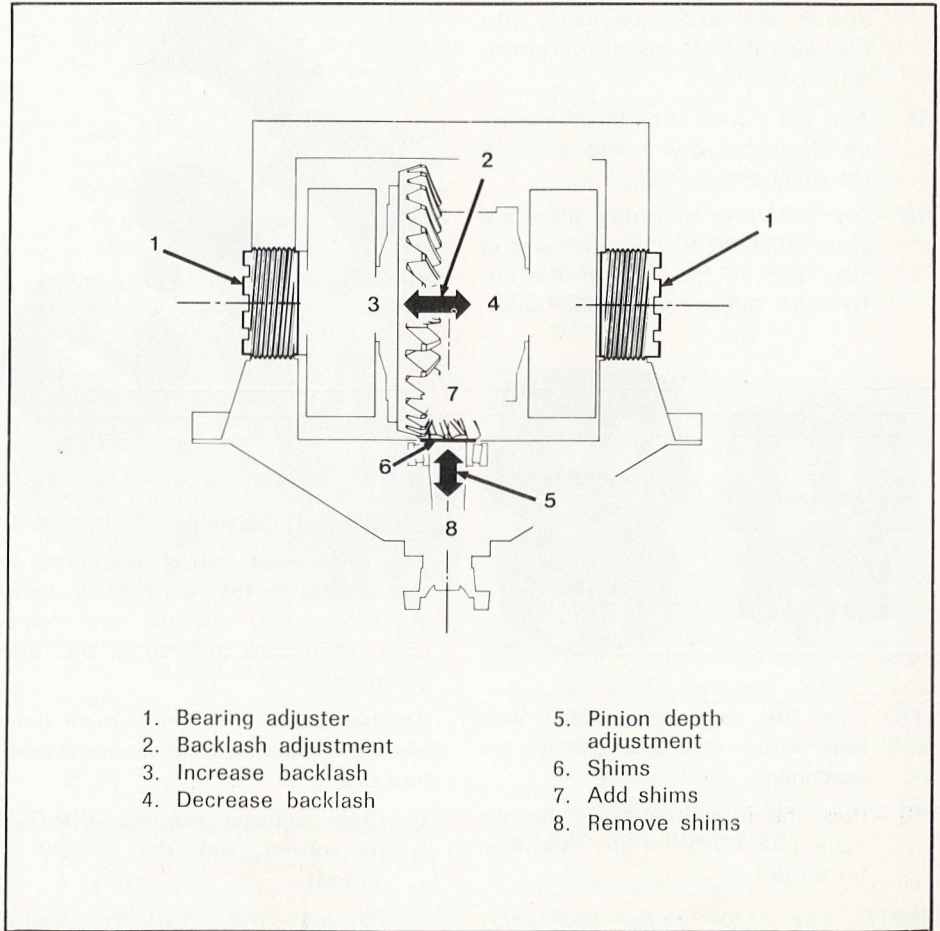 2
1
1
3
4
7
6
5
8
1. Bearing adjuster
2. Backlash adjustment
3. Increase backlash
4. Decrease backlash
5. Pinion depth
adjustment
6. Shims
7. Add shims
8. Remove shims